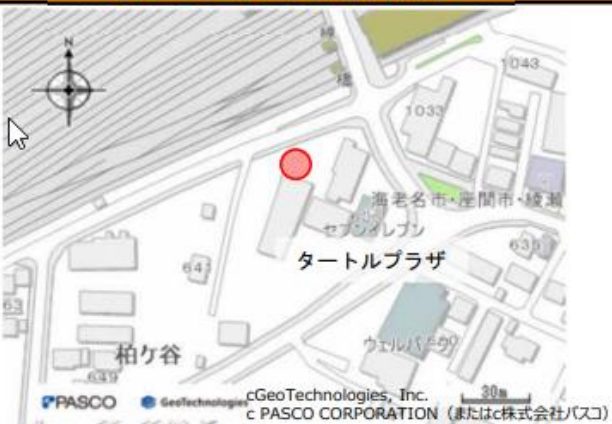 N
橋
1043
1033
海老名市・座間市・綾瀬
セブンイレブン
タートルプラザ
641
63
ウェルパーク
柏ケ谷
649
30m
PASCO
GeoTechnologies
cGeoTechnologies, Inc.
c PASCO CORPORATION (またはc株式会社パスコ)